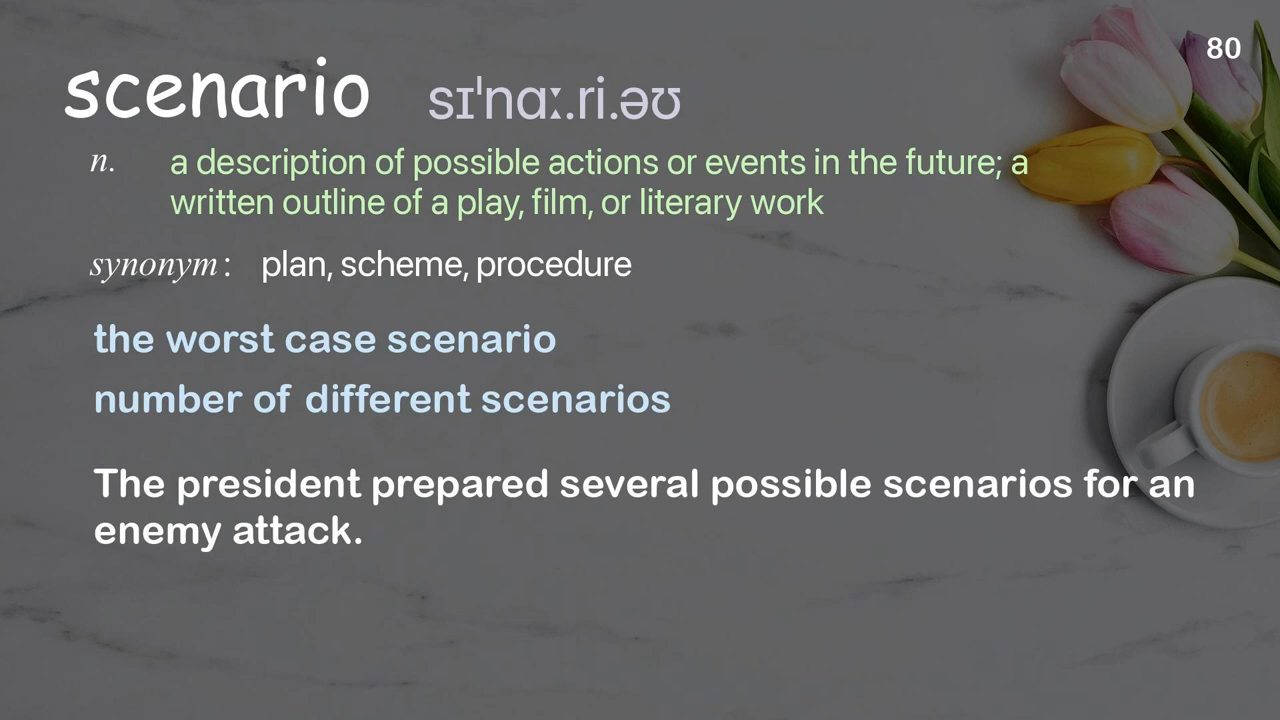 80
scenario sɪˈnɑː.ri.əʊ
n. a description of possible actions or events in the future; a
written outline of a play, film, or literary work
synonym : plan, scheme, procedure
the worst case scenario
number of different scenarios
The president prepared several possible scenarios for an
enemy attack.